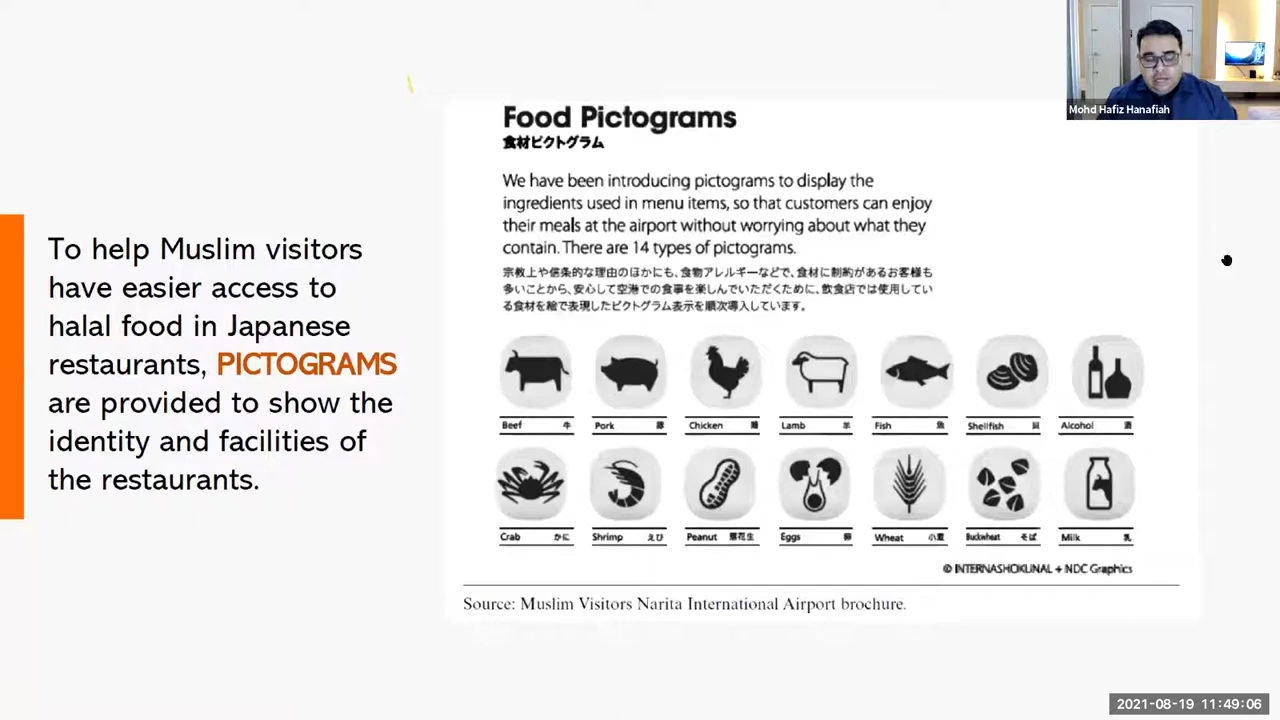 Mohd Hafiz Hanafiah
To help Muslim visitors
have easier access to
halal food in Japanese
restaurants, PICTOGRAMS
are provided to show the
identity and facilities of
the restaurants.
Food Pictograms
食材ピクトグラム
We have been introducing pictograms to display the
ingredients used in menu items, so that customers can enjoy
their meals at the airport without worrying about what they
contain. There are 14 types of pictograms.
宗教上や信条的な理由のほかにも、食物アレルギーなどで、食材に制約があるお客様も
多いことから、安心して空港での食事を楽しんでいただくために、飲食店では使用してい
る食材を絵で表現したピクトグラム表示を順次導入しています。
Beef 牛 Pork 豚 Chicken 鶏 Lamb 羊 Fish 魚 Shellfish 貝 Alcohol 酒
Crab かに Shrimp えび Peanut 落花生 Eggs 卵 Wheat 小麦 Buckwheat そば Milk 乳
© INTERNASHOKUNAL + NDC Graphics
Source: Muslim Visitors Narita International Airport brochure.
2021-08-19 11:49:06